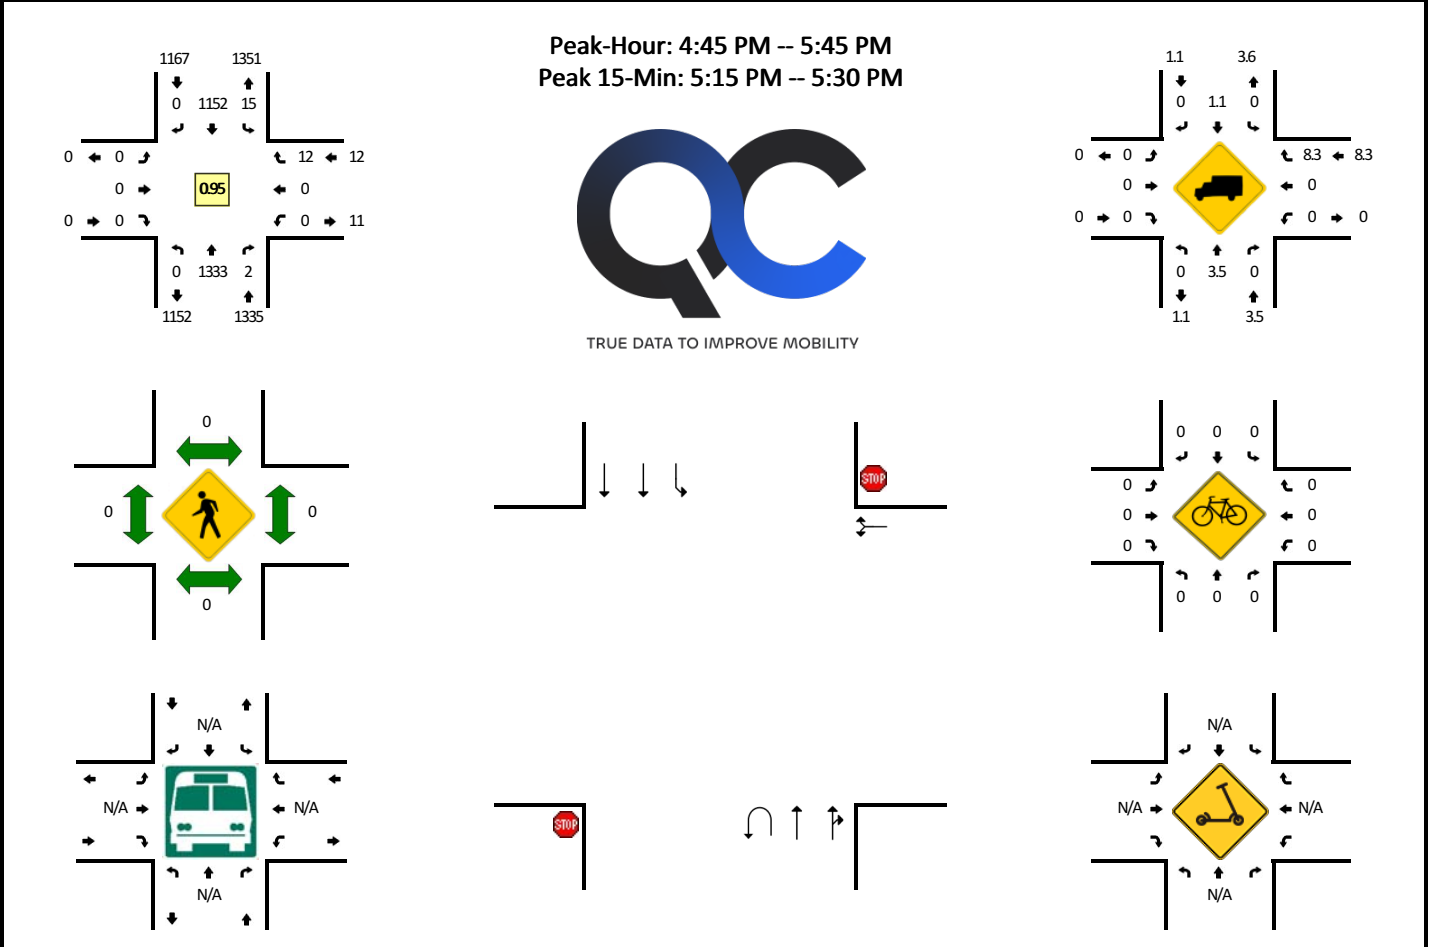 Peak-Hour: 4:45 PM -- 5:45 PM
Peak 15-Min: 5:15 PM -- 5:30 PM
1167 1351
0 1152 15
0 0 12 12
0 0.95 0
0 0 0 11
0 1333 2
1152 1335
QC
TRUE DATA TO IMPROVE MOBILITY
1.1 3.6
0 1.1 0
0 0 8.3 8.3
0 0
0 0 0 0
0 3.5 0
1.1 3.5
0
0 0
0
STOP
STOP
0 0 0
0 0
0 0
0 0
0 0 0
N/A
N/A N/A
N/A
N/A
N/A N/A
N/A